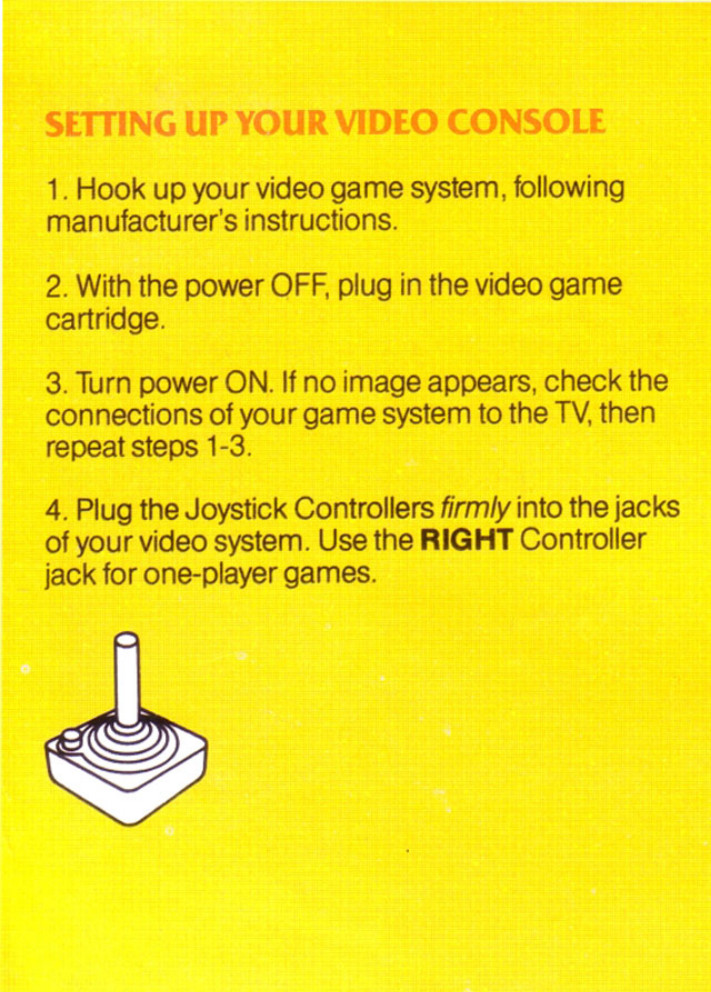 SETTING UP YOUR VIDEO CONSOLE
1. Hook up your video game system, following
manufacturer's instructions.
2. With the power OFF, plug in the video game
cartridge.
3. Turn power ON. If no image appears, check the
connections of your game system to the TV, then
repeat steps 1-3.
4. Plug the Joystick Controllers firmly into the jacks
of your video system. Use the RIGHT Controller
jack for one-player games.